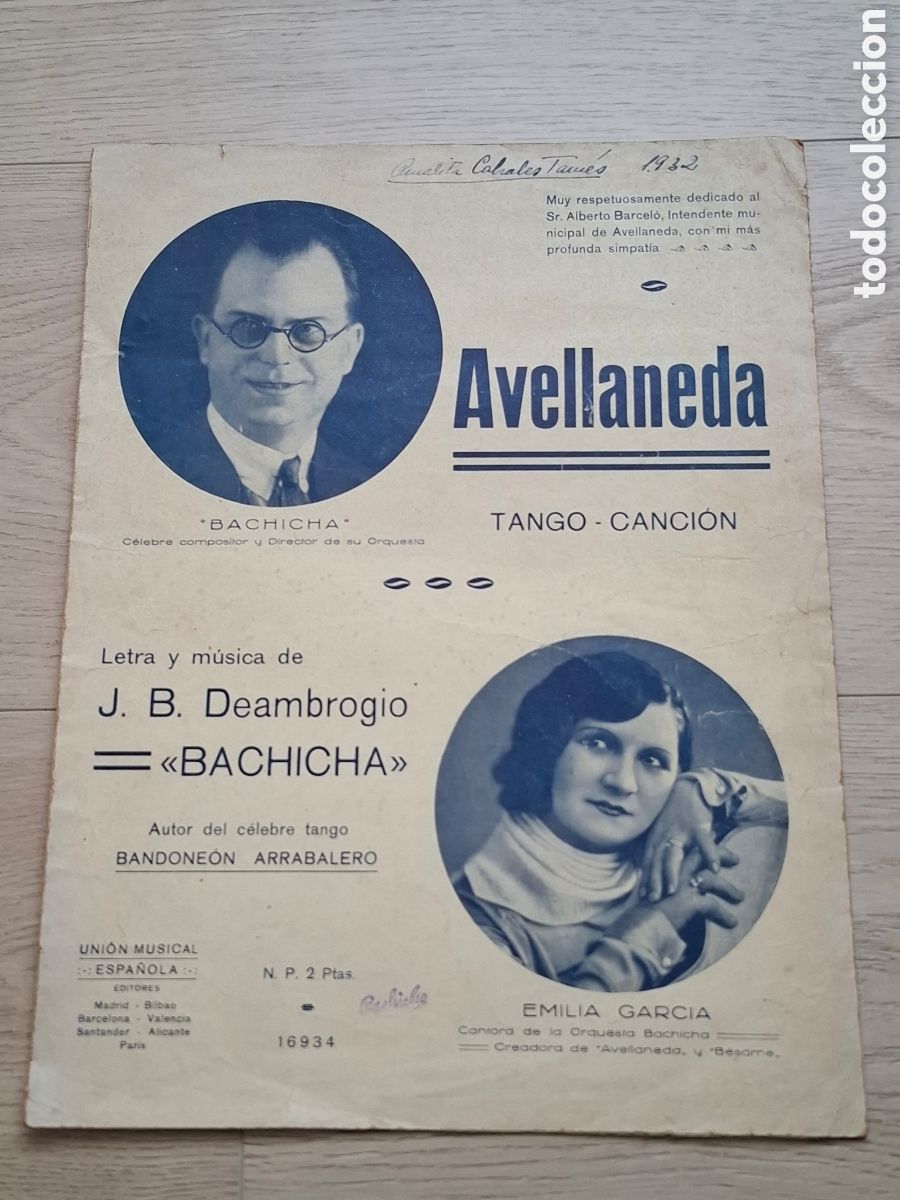 Amalita Cabrales Tamés 1932
Muy respetuosamente dedicado al
Sr. Alberto Barceló, Intendente mu-
nicipal de Avellaneda, con mi más
profunda simpatía
Avellaneda
TANGO - CANCIÓN
"BACHICHA"
Célebre compositor y Director de su Orquesta
Letra y música de
J. B. Deambrogio
«BACHICHA»
Autor del célebre tango
BANDONEÓN ARRABALERO
UNIÓN MUSICAL
:-: ESPAÑOLA :-:
EDITORES
Madrid - Bilbao
Barcelona - Valencia
Santander - Alicante
París
N. P. 2 Ptas.
16934
Bachicha
EMILIA GARCIA
Cantora de la Orquesta Bachicha
Creadora de "Avellaneda„ y "Bésame„
todocoleccion